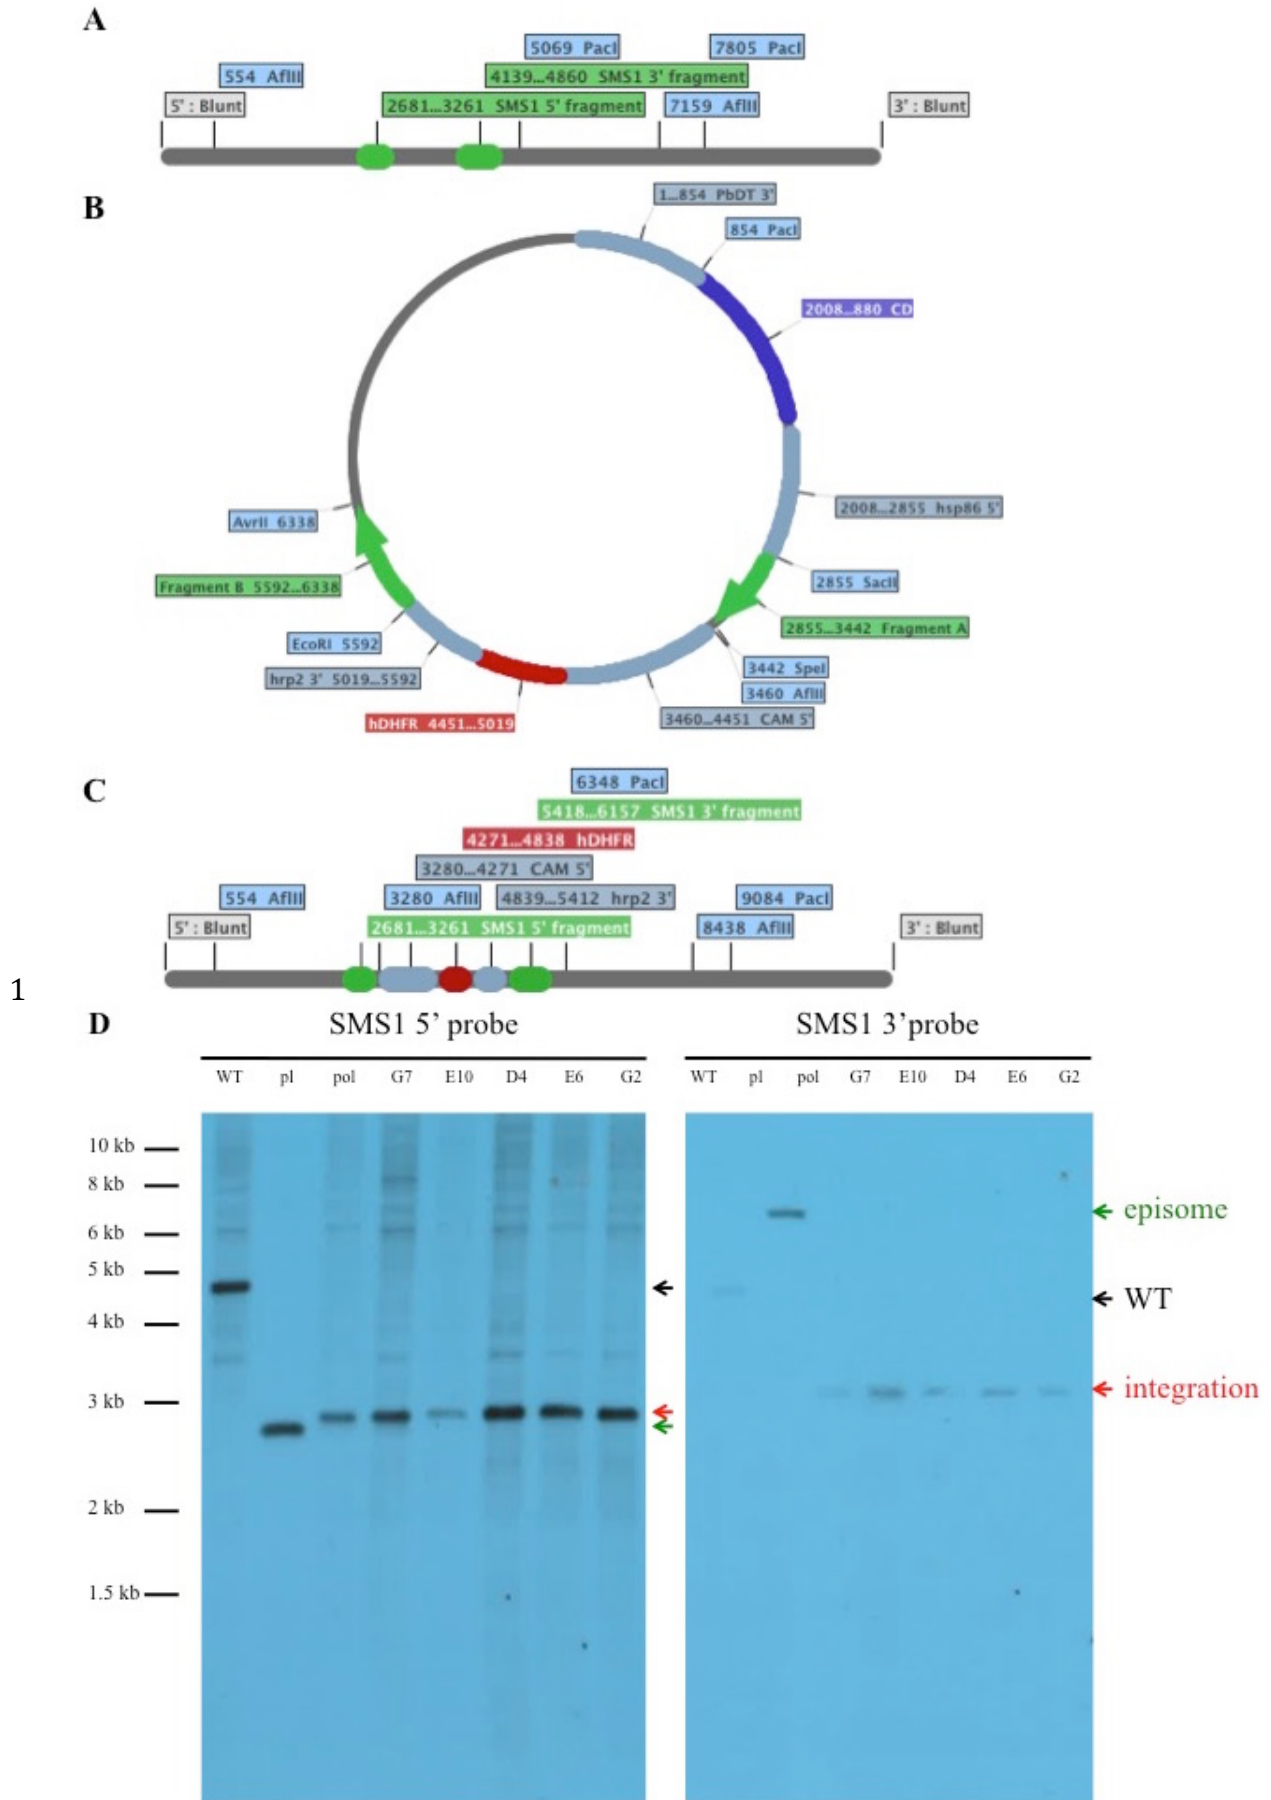 A
5069 PacI 7805 PacI
554 AflII 4139...4860 SMS1 3' fragment
5' : Blunt 2681...3261 SMS1 5' fragment 7159 AflII 3' : Blunt
B
1...854 PbDT 3'
854 PacI
2008...880 CD
2008...2855 hsp86 5'
AvrII 6338
2855 SacII
Fragment B 5592...6338
2855...3442 Fragment A
EcoRI 5592
3442 SpeI
hrp2 3' 5019...5592
3460 AflII
hDHFR 4451...5019
3460...4451 CAM 5'
C
6348 PacI
5418...6157 SMS1 3' fragment
4271...4838 hDHFR
3280...4271 CAM 5'
554 AflII 3280 AflII 4839...5412 hrp2 3' 9084 PacI
5' : Blunt 2681...3261 SMS1 5' fragment 8438 AflII 3' : Blunt
1
D SMS1 5' probe SMS1 3'probe
WT pl pol G7 E10 D4 E6 G2 WT pl pol G7 E10 D4 E6 G2
10 kb
8 kb
episome
6 kb
5 kb
WT
4 kb
integration
3 kb
2 kb
1.5 kb